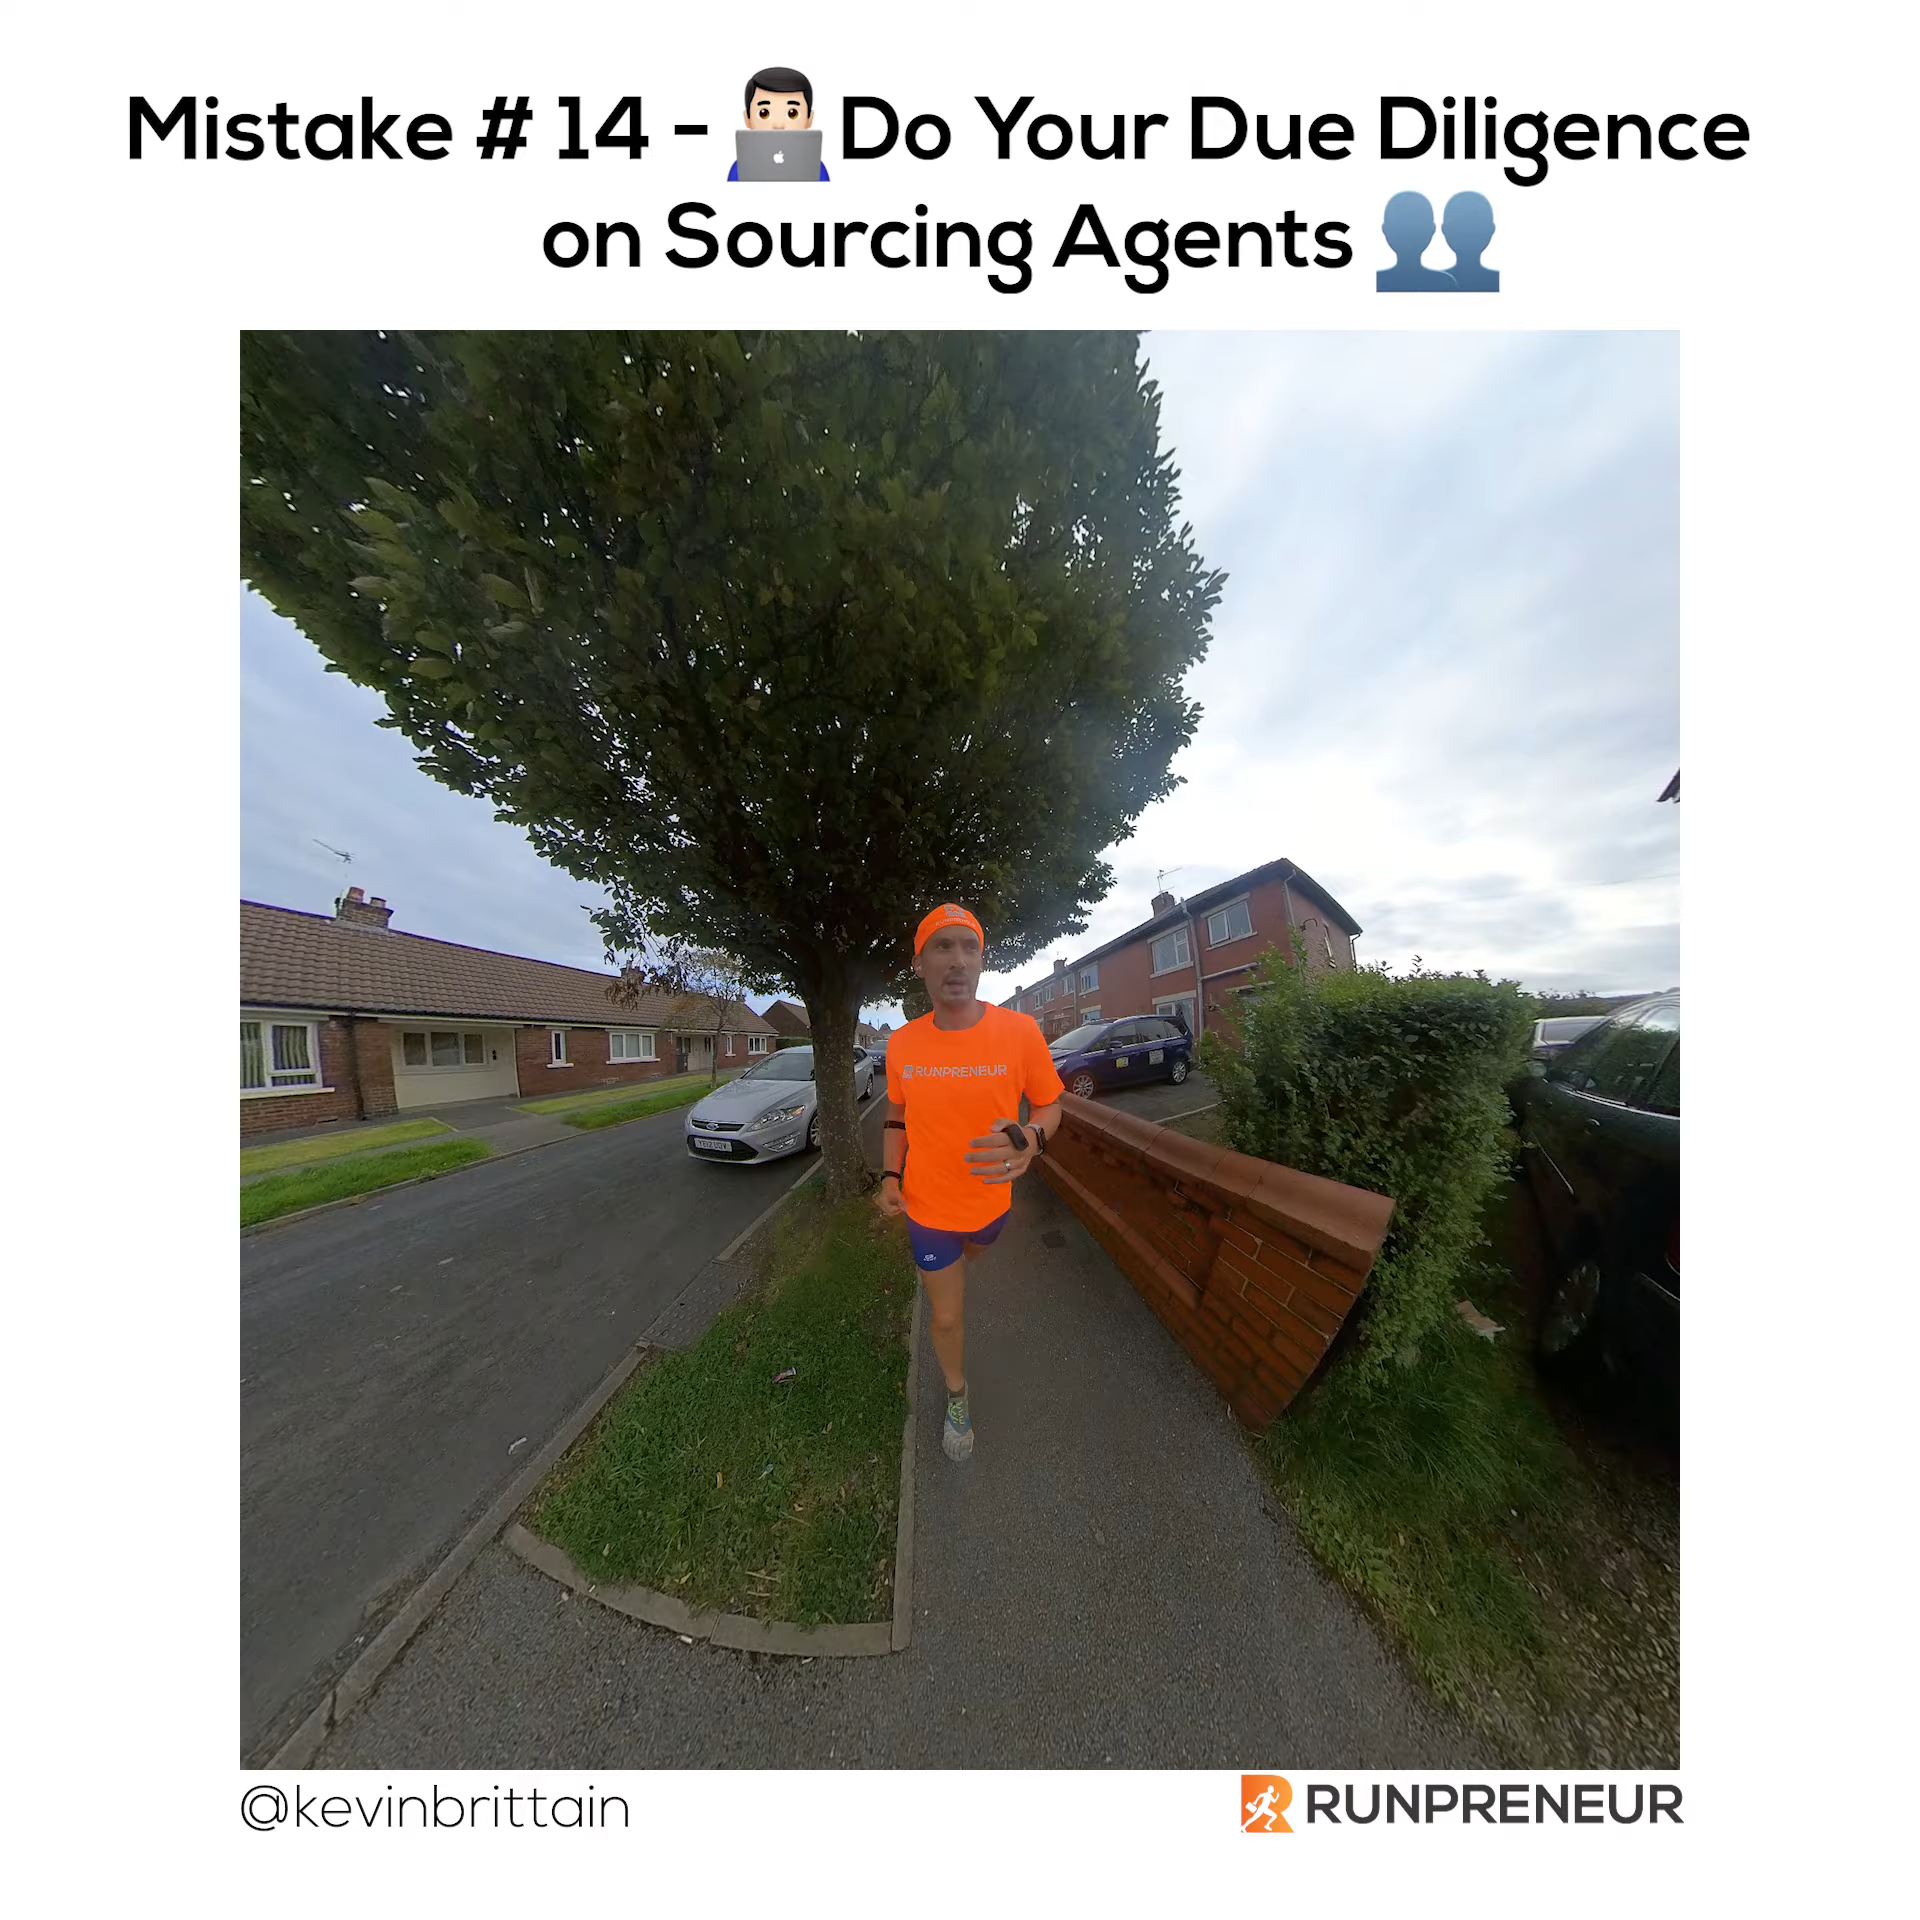 Mistake # 14 - 👨🏻‍💻Do Your Due Diligence
on Sourcing Agents 👥
RUNPRENEUR
@kevinbrittain
RUNPRENEUR